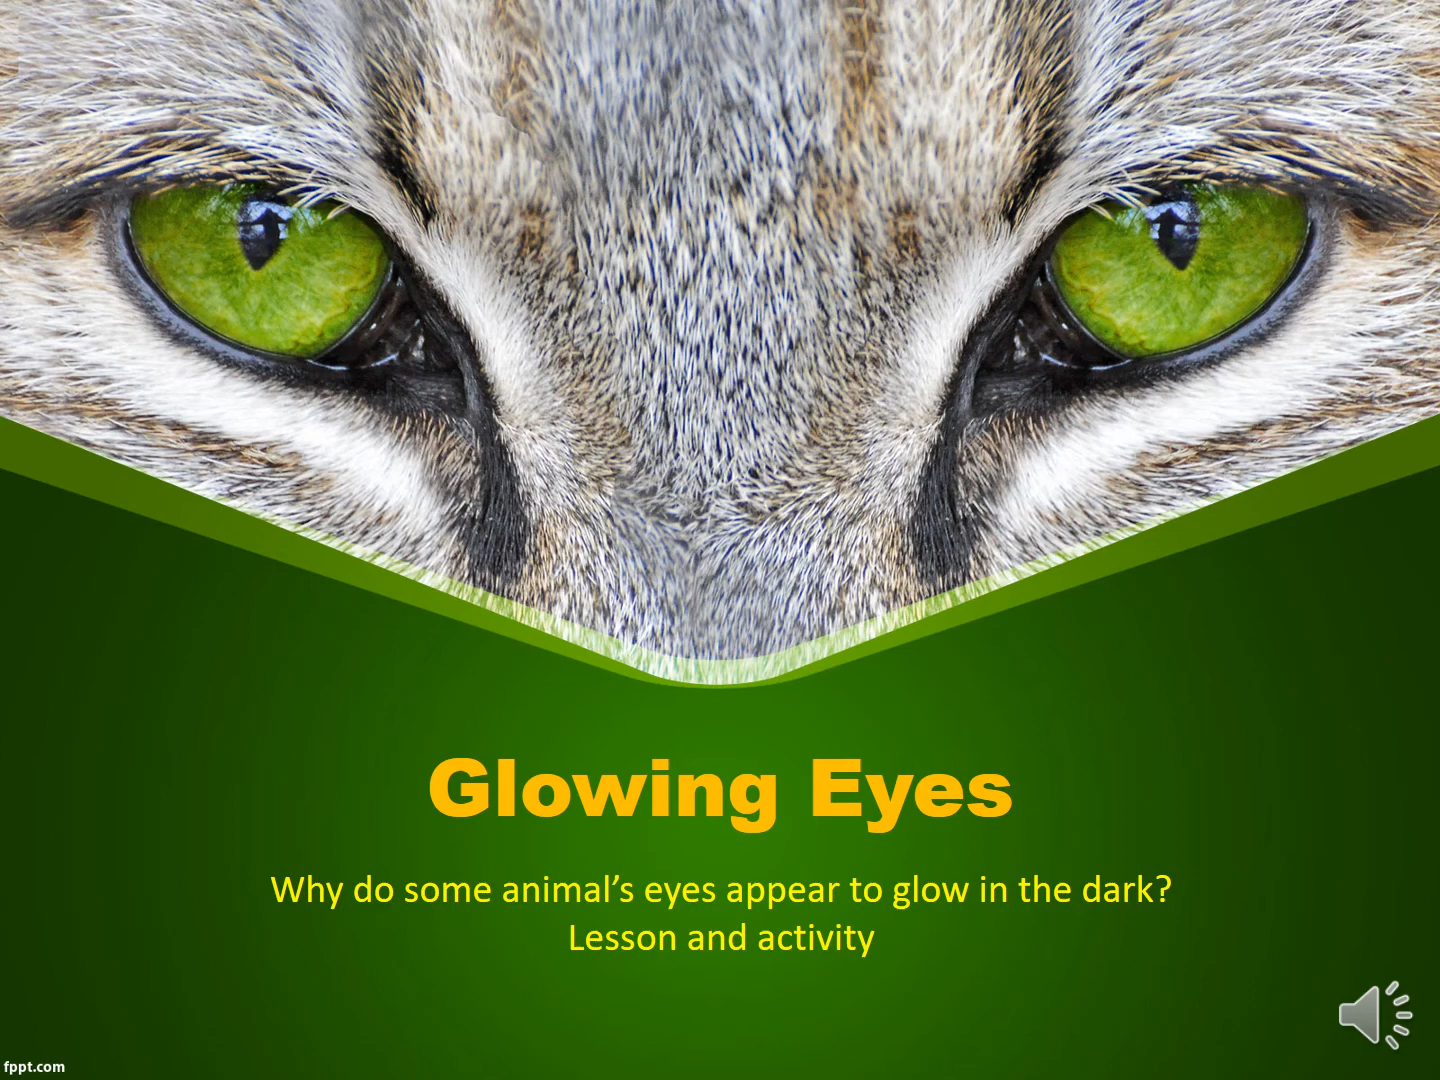 Glowing Eyes
Why do some animal’s eyes appear to glow in the dark?
Lesson and activity
fppt.com